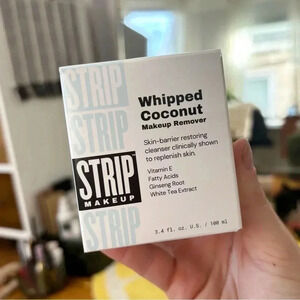 STRIP
STRIP
STRIP
MAKEUP
STRIP
Whipped
Coconut
Makeup Remover
Skin-barrier restoring
cleanser clinically shown
to replenish skin.
Vitamin E
Fatty Acids
Ginseng Root
White Tea Extract
3.4 fl. oz. U.S. / 100 ml